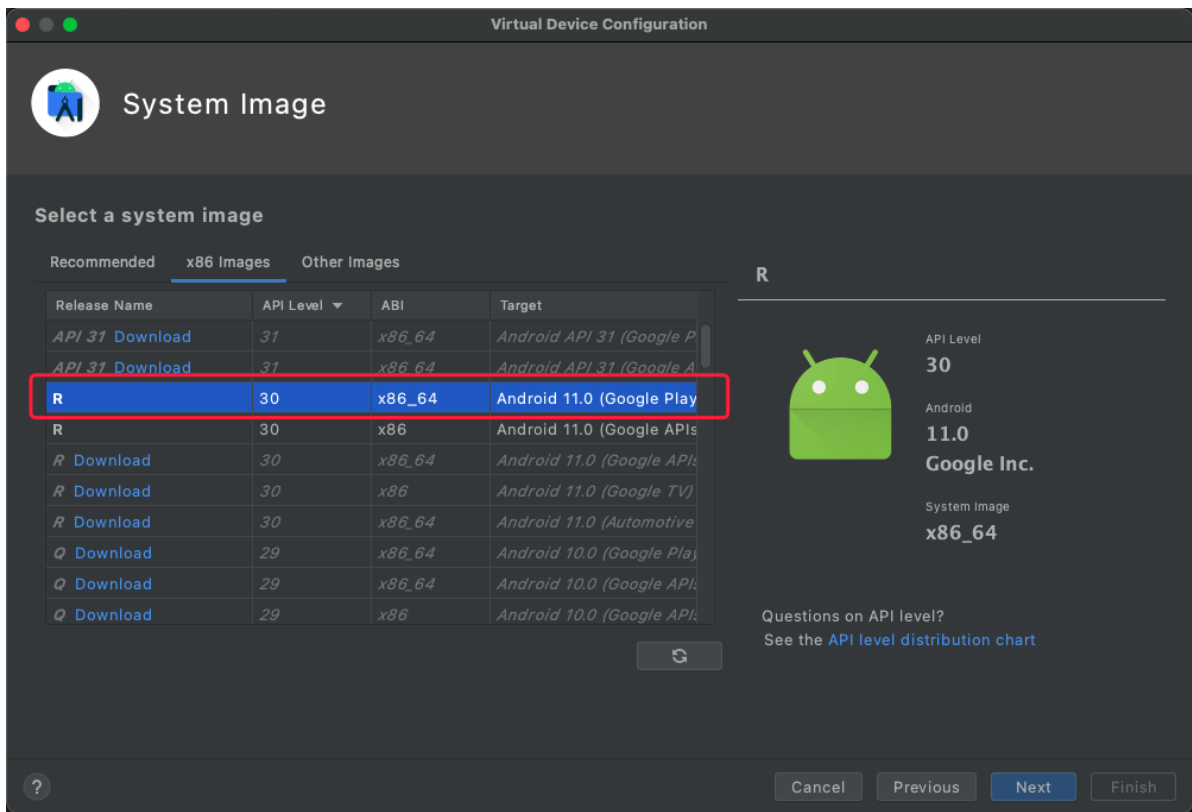 Virtual Device Configuration
System Image
Select a system image
Recommended x86 Images Other Images
Release Name API Level ABI Target
API 31 Download 31 x86_64 Android API 31 (Google P
API 31 Download 31 x86_64 Android API 31 (Google A
R 30 x86_64 Android 11.0 (Google Play
R 30 x86 Android 11.0 (Google APIs
R Download 30 x86_64 Android 11.0 (Google APIs
R Download 30 x86 Android 11.0 (Google TV)
R Download 30 x86_64 Android 11.0 (Automotive
Q Download 29 x86_64 Android 10.0 (Google Play
Q Download 29 x86_64 Android 10.0 (Google APIs
Q Download 29 x86 Android 10.0 (Google APIs
R
API Level
30
Android
11.0
Google Inc.
System Image
x86_64
Questions on API level?
See the API level distribution chart
?
Cancel Previous Next Finish